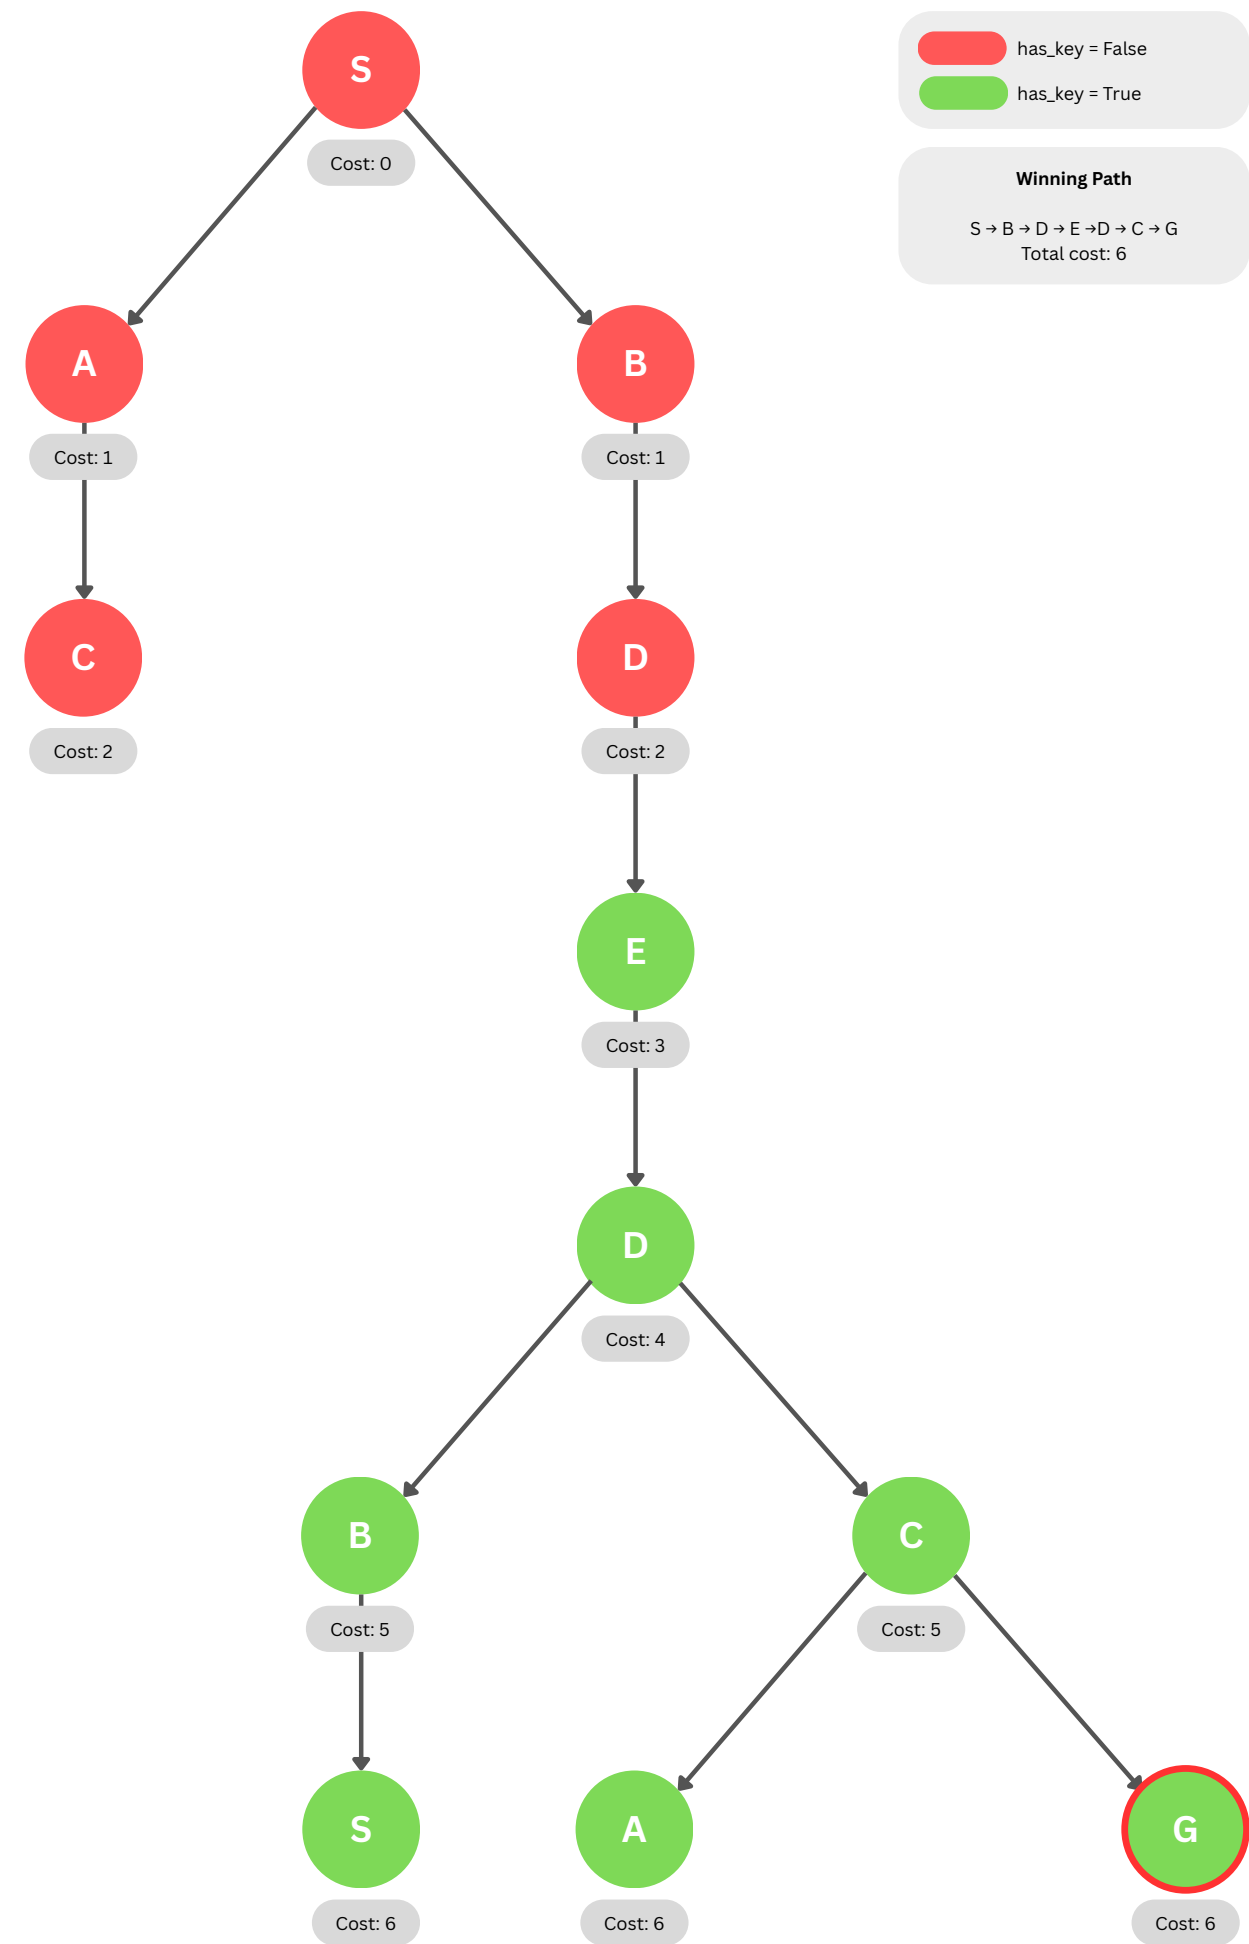 S
has_key = False
has_key = True
Cost: 0
Winning Path
S → B → D → E →D → C → G
Total cost: 6
A
B
Cost: 1
Cost: 1
C
D
Cost: 2
Cost: 2
E
Cost: 3
D
Cost: 4
B
C
Cost: 5
Cost: 5
S
A
G
Cost: 6
Cost: 6
Cost: 6